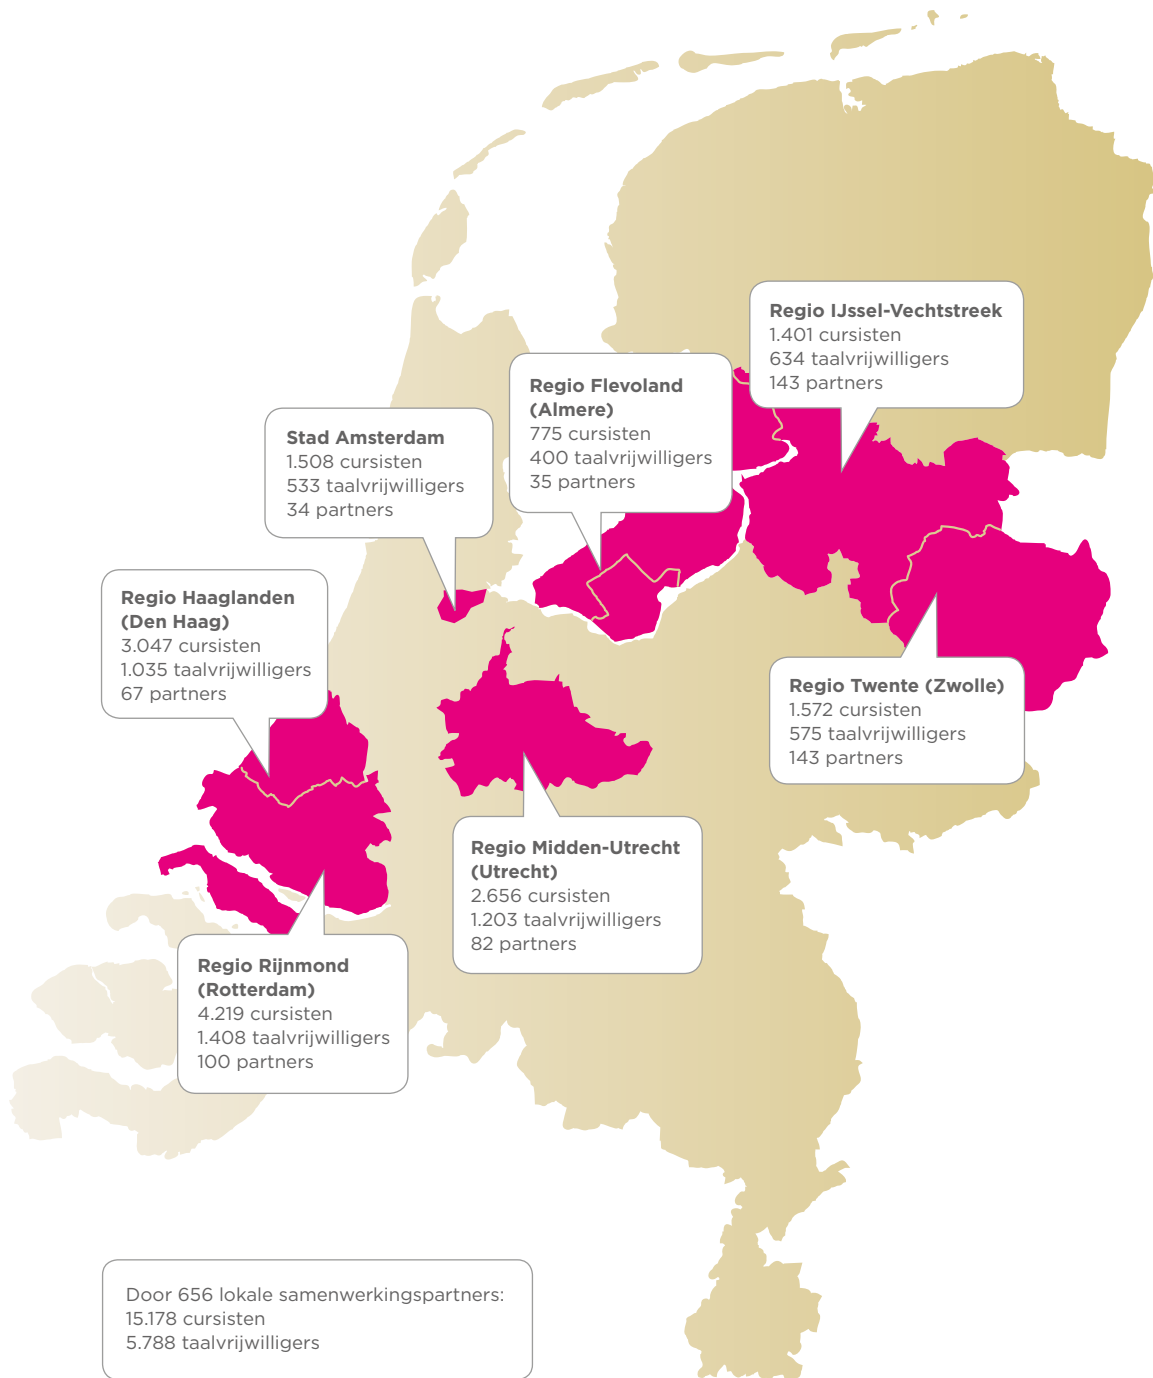 Regio IJssel-Vechtstreek
1.401 cursisten
634 taalvrijwilligers
143 partners
Regio Flevoland
(Almere)
775 cursisten
400 taalvrijwilligers
35 partners
Stad Amsterdam
1.508 cursisten
533 taalvrijwilligers
34 partners
Regio Haaglanden
(Den Haag)
3.047 cursisten
1.035 taalvrijwilligers
67 partners
Regio Twente (Zwolle)
1.572 cursisten
575 taalvrijwilligers
143 partners
Regio Midden-Utrecht
(Utrecht)
2.656 cursisten
1.203 taalvrijwilligers
82 partners
Regio Rijnmond
(Rotterdam)
4.219 cursisten
1.408 taalvrijwilligers
100 partners
Door 656 lokale samenwerkingspartners:
15.178 cursisten
5.788 taalvrijwilligers